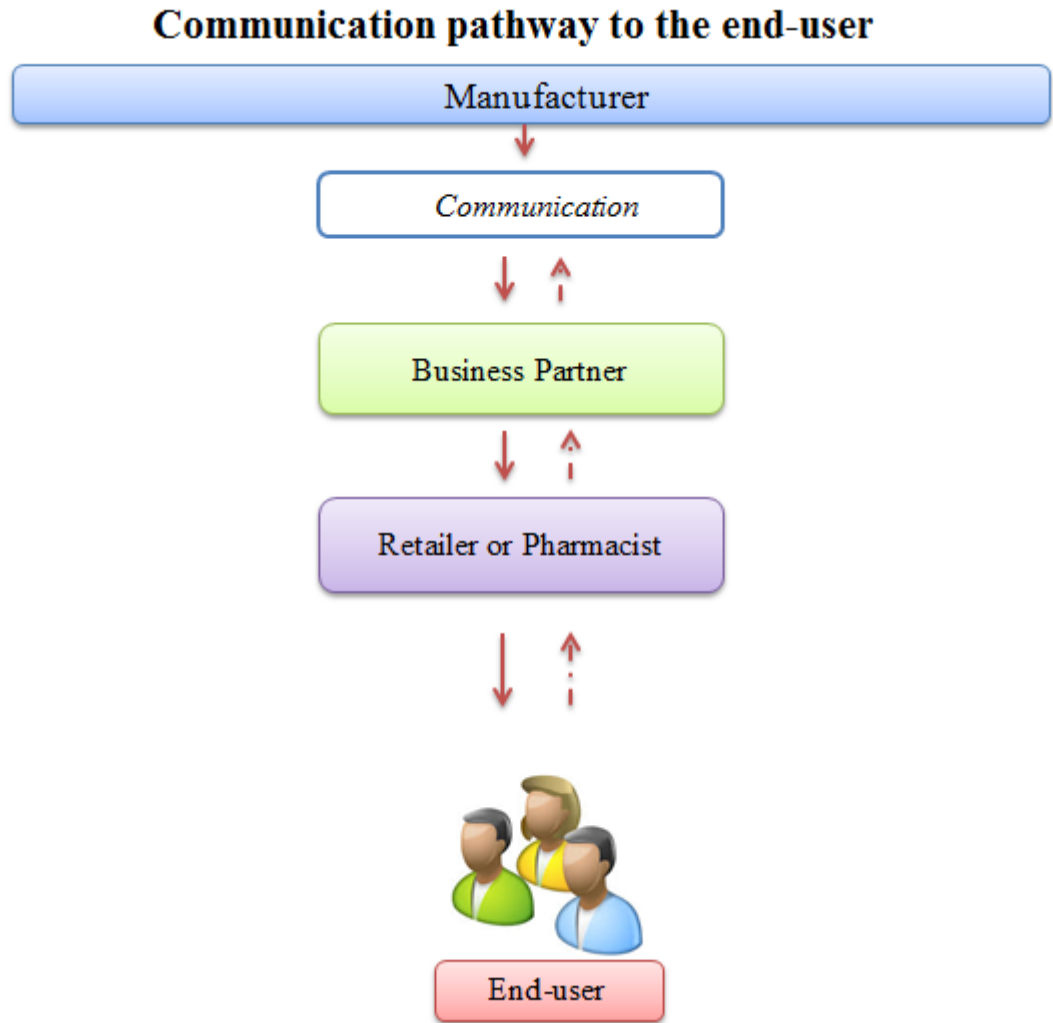 Communication pathway to the end-user
Manufacturer
Communication
Business Partner
Retailer or Pharmacist
End-user